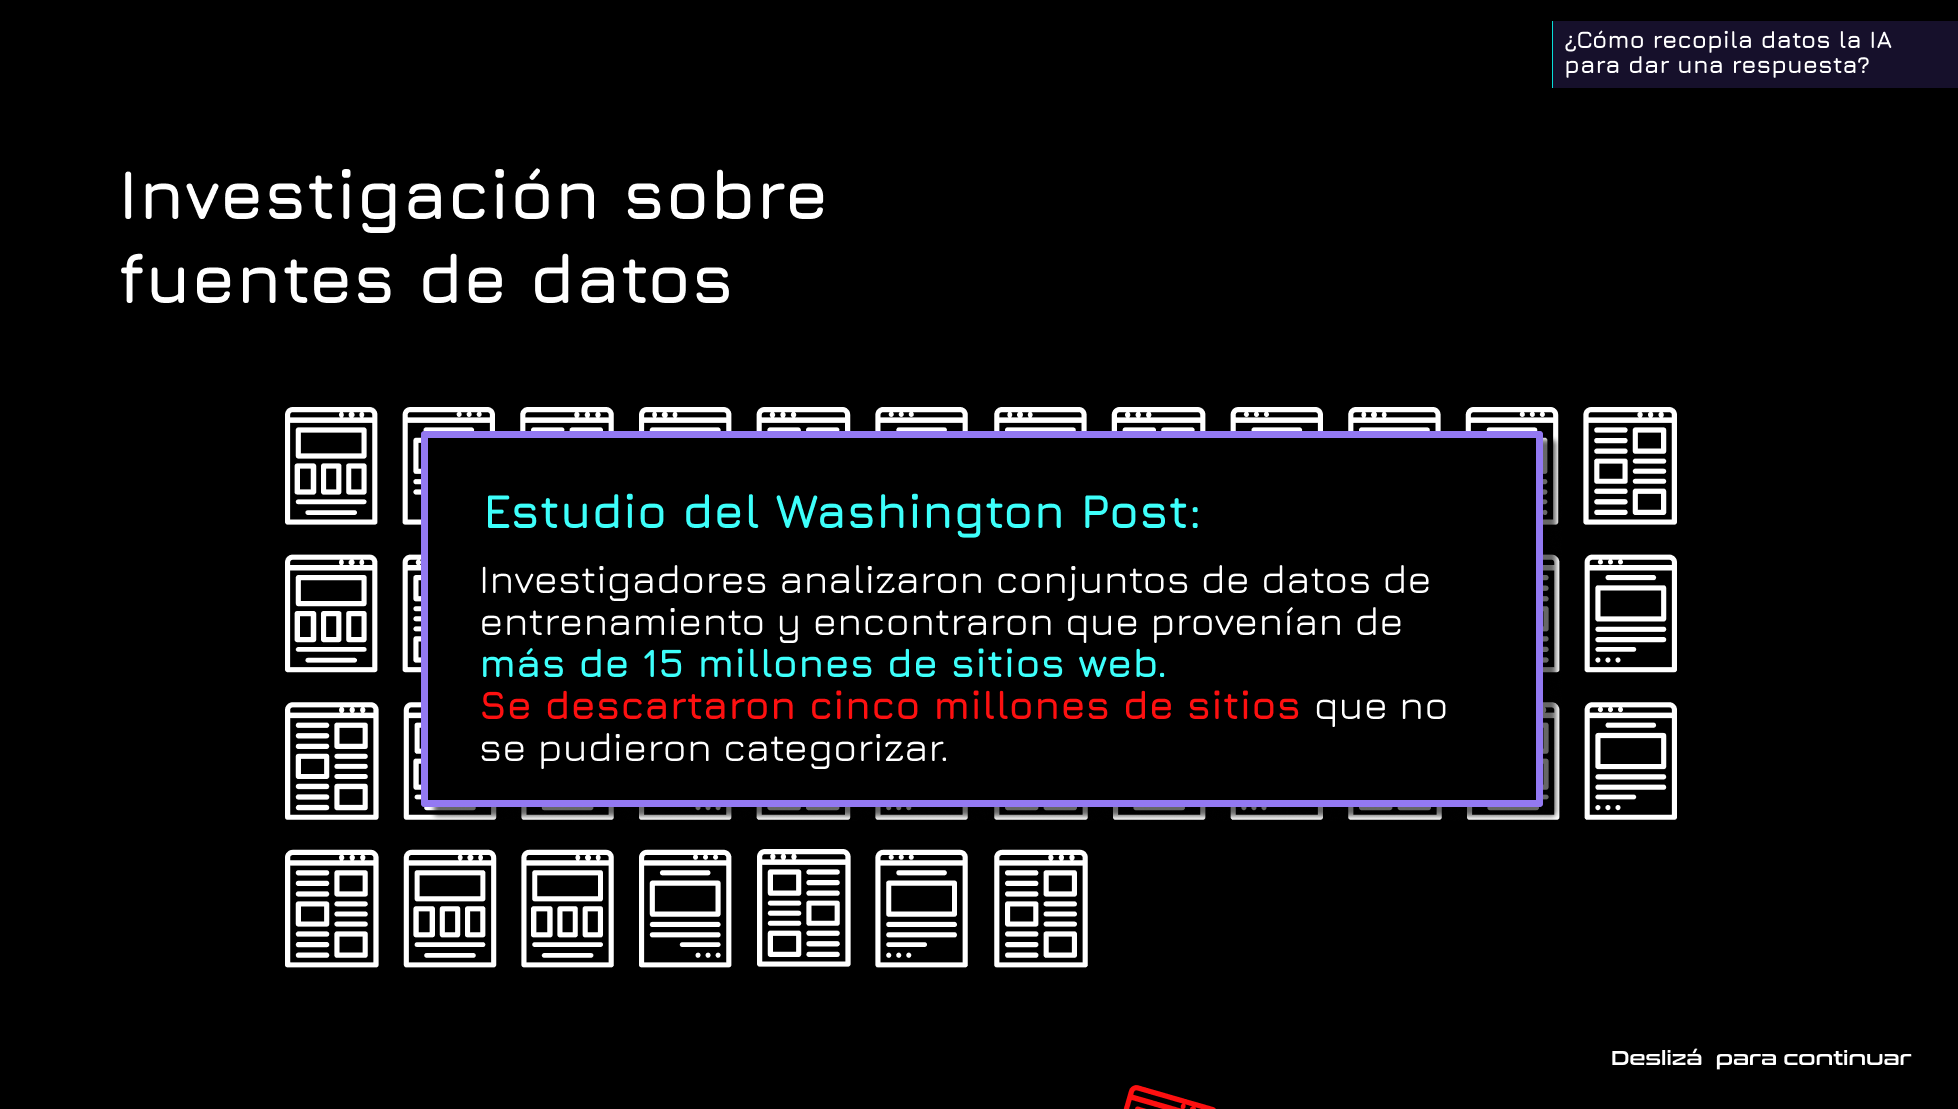 ¿Cómo recopila datos la IA
para dar una respuesta?
Investigación sobre
fuentes de datos
Estudio del Washington Post:
Investigadores analizaron conjuntos de datos de
entrenamiento y encontraron que provenían de
más de 15 millones de sitios web.
Se descartaron cinco millones de sitios que no
se pudieron categorizar.
Deslizá para continuar